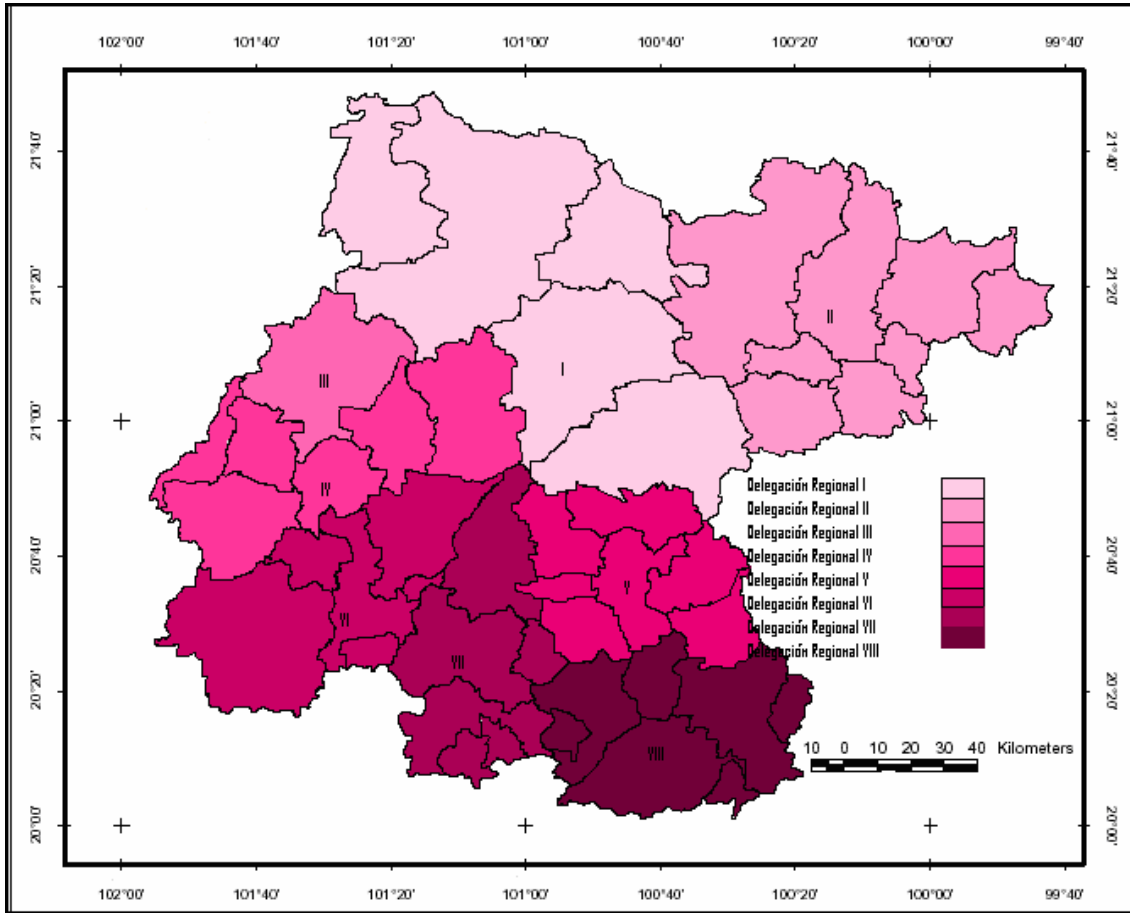 102°00' 101°40' 101°20' 101°00' 100°40' 100°20' 100°00' 99°40'
21°40' 21°40'
21°20' 21°20'
II
I
III
21°00' 21°00'
Delegación Regional I
IV
Delegación Regional II
Delegación Regional III
20°40' Delegación Regional IV 20°40'
V Delegación Regional V
VI Delegación Regional VI
Delegación Regional VII
VII Delegación Regional VIII
20°20' 20°20'
10 0 10 20 30 40 Kilometers
VIII
20°00' 20°00'
102°00' 101°40' 101°20' 101°00' 100°40' 100°20' 100°00' 99°40'